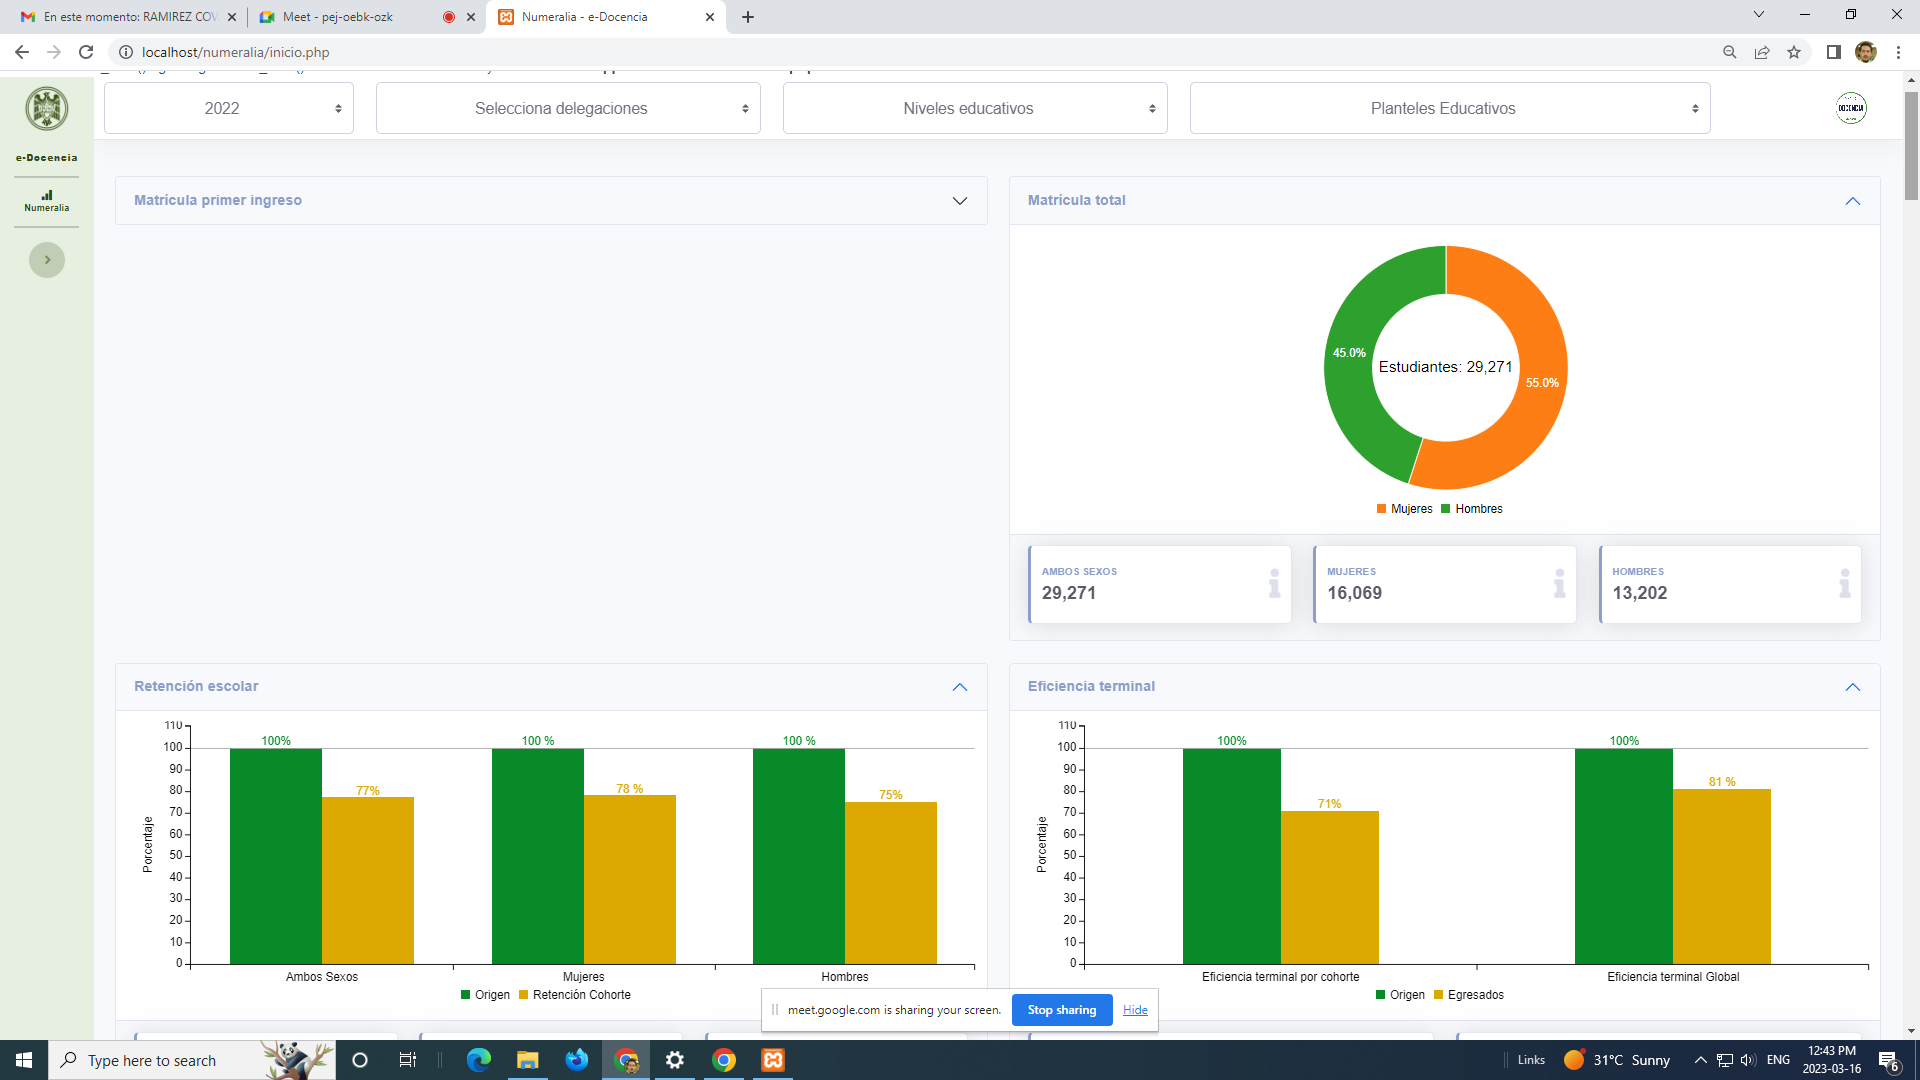 En este momento: RAMIREZ COV
Meet - pej-oebk-ozk
Numeralia - e-Docencia
localhost/numeralia/inicio.php
2022
Selecciona delegaciones
Niveles educativos
Planteles Educativos
DOCENCIA
e-Docencia
Numeralia
Matrícula primer ingreso
Matrícula total
45.0%
Estudiantes: 29,271
55.0%
Mujeres Hombres
AMBOS SEXOS
29,271
MUJERES
16,069
HOMBRES
13,202
Retención escolar
Porcentaje
110
100
90
80
70
60
50
40
30
20
10
0
100%
77%
100 %
78 %
100 %
75%
Ambos Sexos
Mujeres
Hombres
Origen Retención Cohorte
Eficiencia terminal
Porcentaje
110
100
90
80
70
60
50
40
30
20
10
0
100%
71%
100%
81 %
Eficiencia terminal por cohorte
Eficiencia terminal Global
Origen Egresados
meet.google.com is sharing your screen.
Stop sharing
Hide
Type here to search
Links
31°C Sunny
ENG
12:43 PM
2023-03-16
6